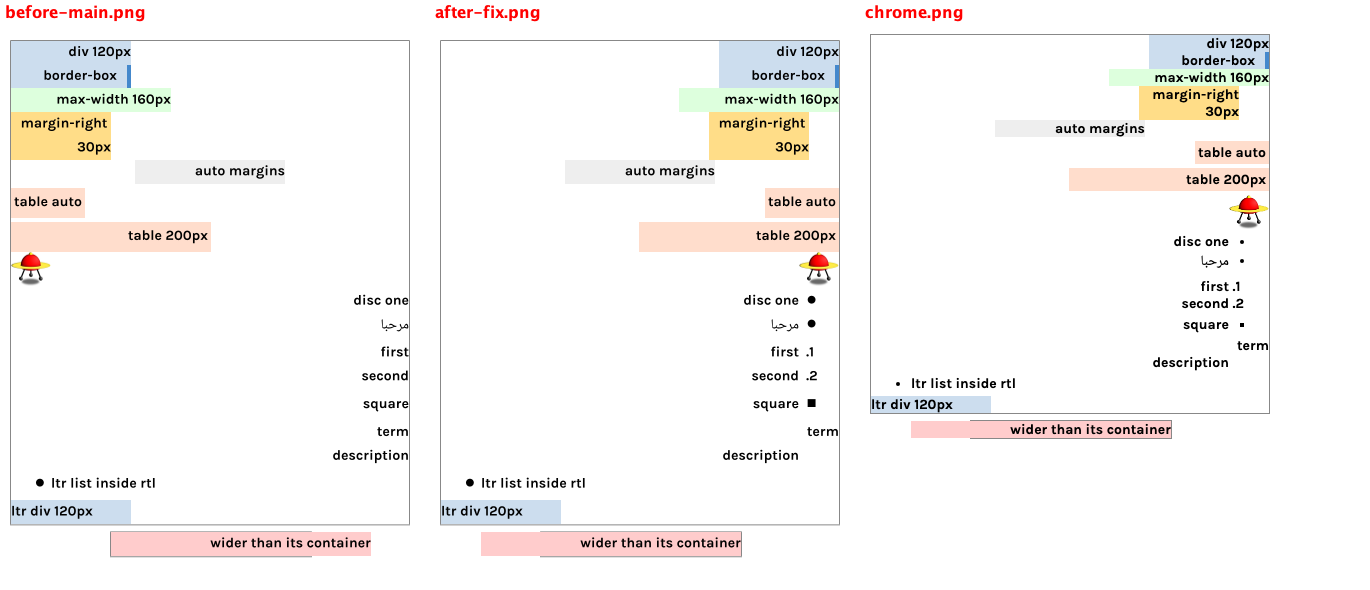 before-main.png
div 120px
border-box
max-width 160px
margin-right
30px
auto margins
table auto
table 200px
disc one
مرحبا
first
second
square
term
description
ltr list inside rtl
ltr div 120px
wider than its container
after-fix.png
div 120px
border-box
max-width 160px
margin-right
30px
auto margins
table auto
table 200px
disc one
مرحبا
first .1
second .2
square
term
description
ltr list inside rtl
ltr div 120px
wider than its container
chrome.png
div 120px
border-box
max-width 160px
margin-right
30px
auto margins
table auto
table 200px
disc one
مرحبا
first .1
second .2
square
term
description
ltr list inside rtl
ltr div 120px
wider than its container